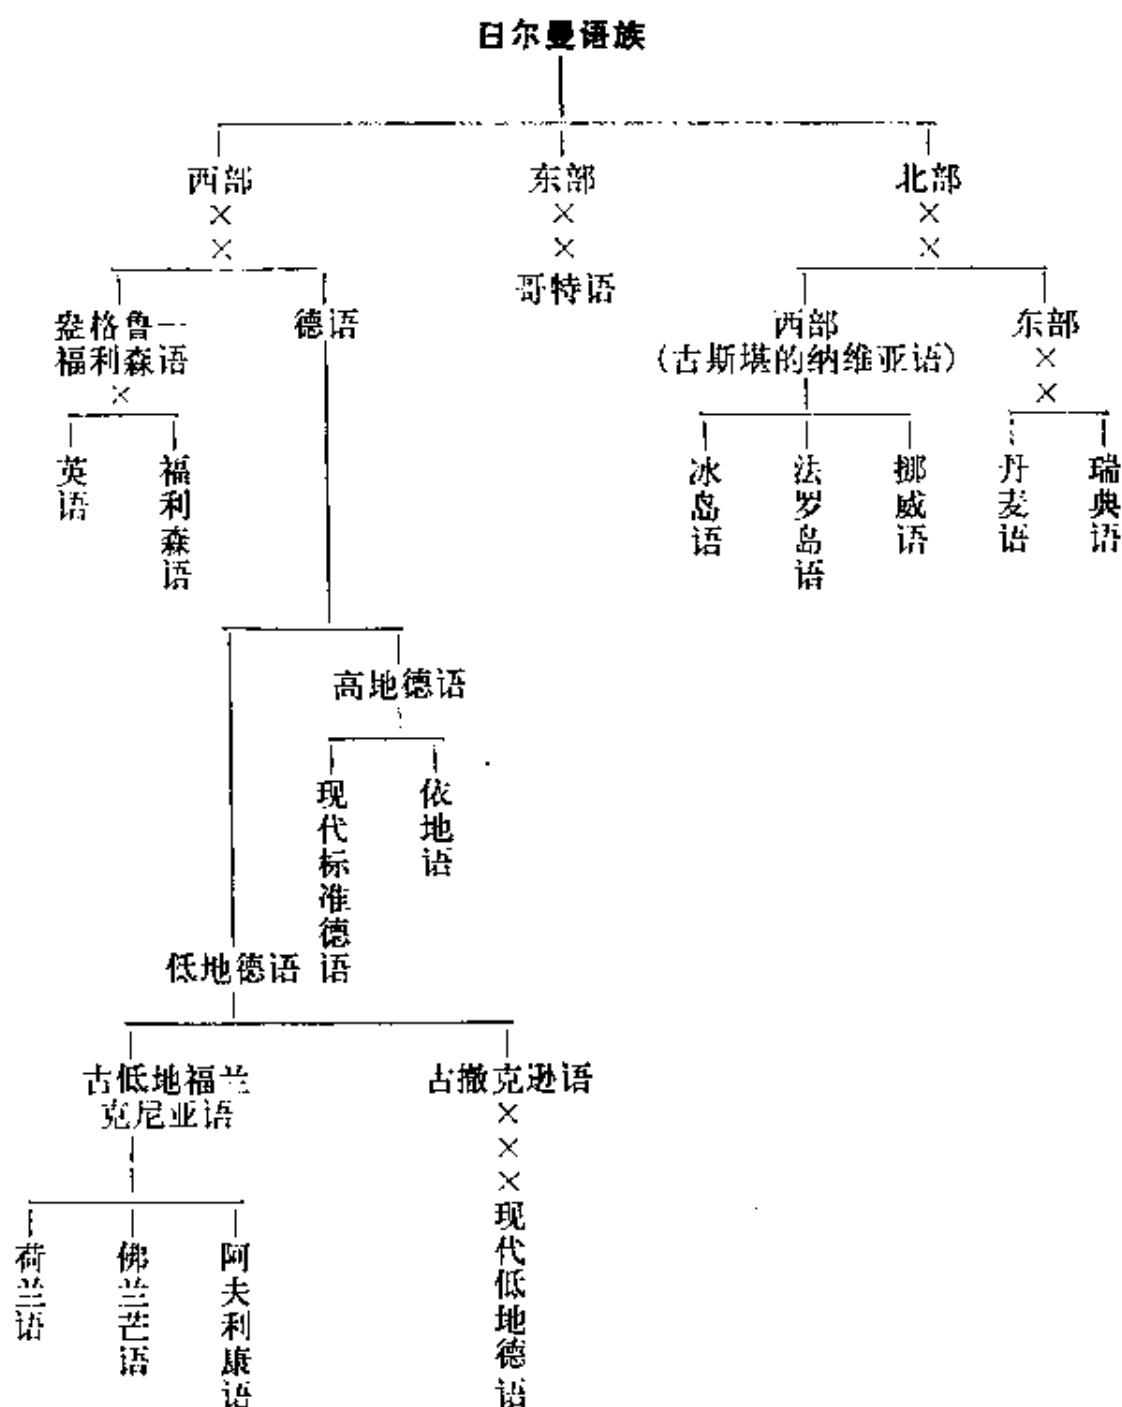 日尔曼语族
西部
东部
北部
×
×
×
×
×
×
哥特语
盎格鲁一
福利森语
德语
西部
(古斯堪的纳维亚语)
东部
×
×
×
英语
福利森语
冰岛语
法罗岛语
挪威语
丹麦语
瑞典语
高地德语
现代标准德语
依地语
低地德语
古低地福兰
克尼亚语
古撒克逊语
×
×
×
荷兰语
佛兰芒语
阿夫利康语
现代低地德语